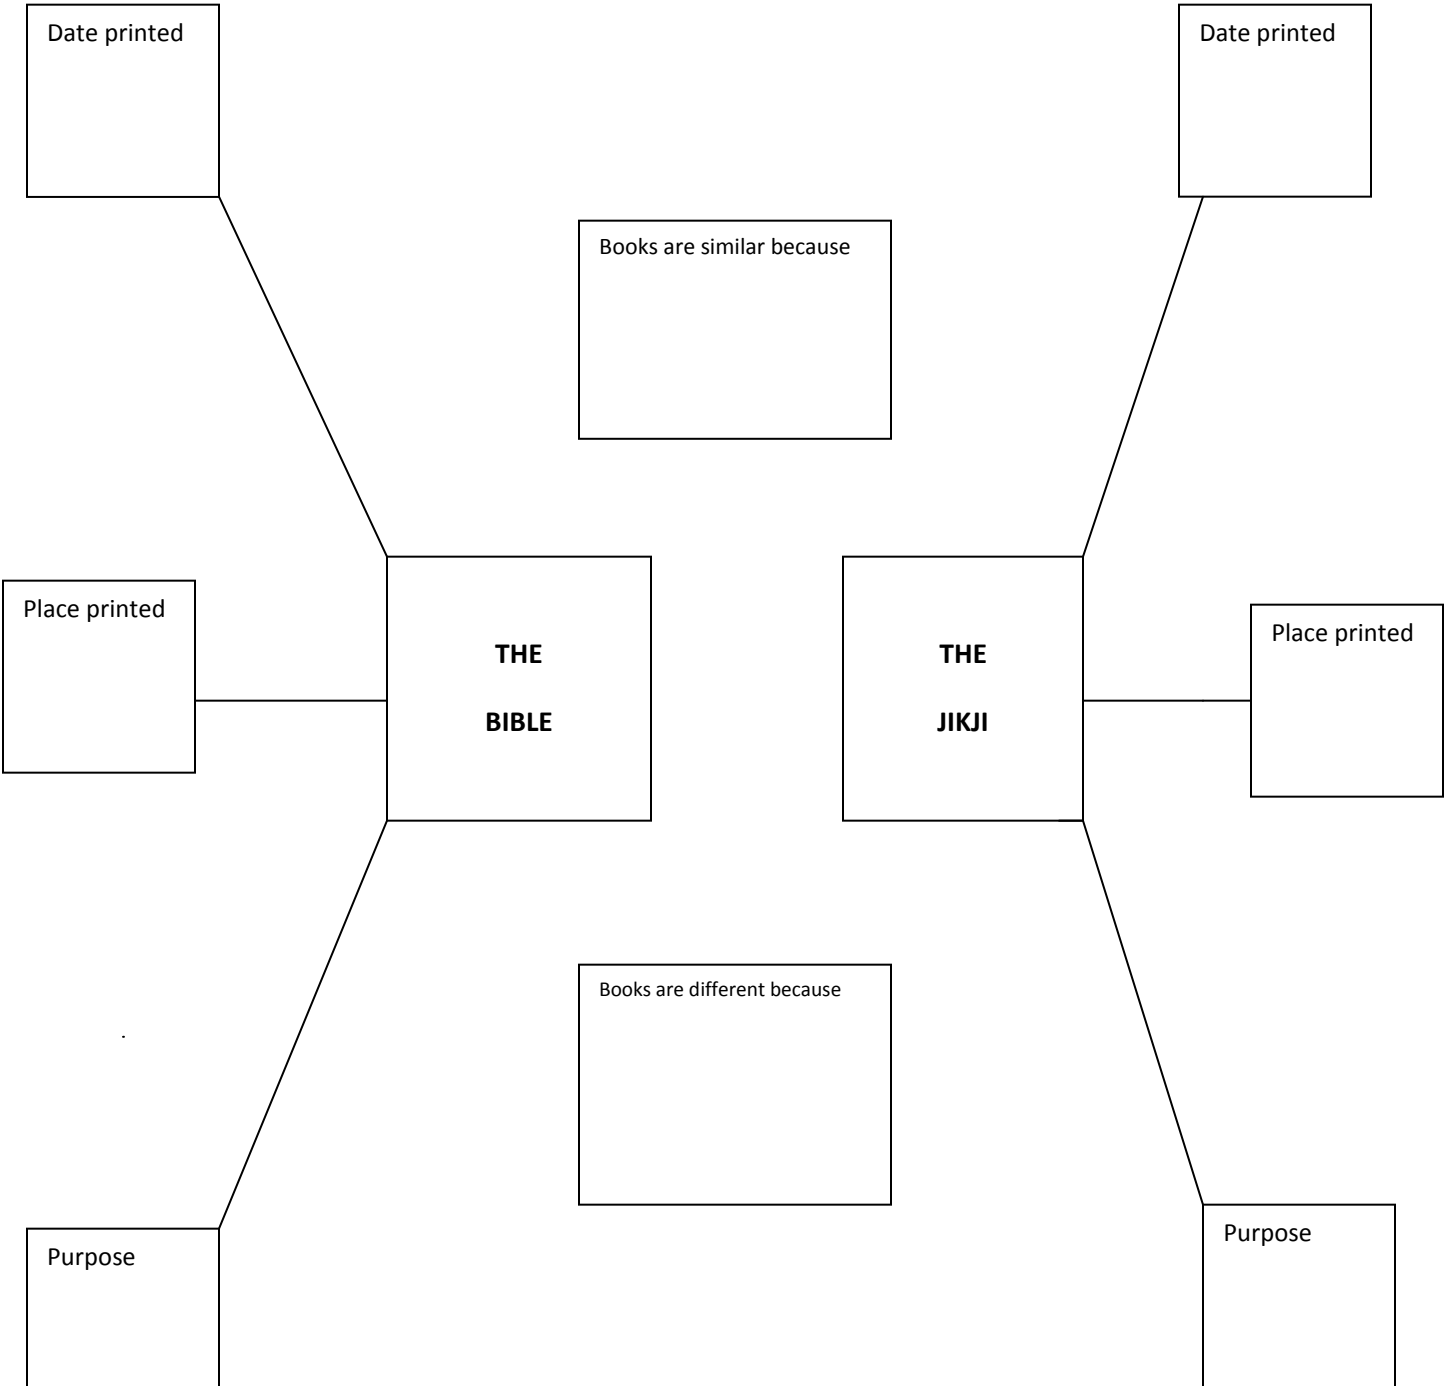 Date printed
Date printed
Books are similar because
Place printed
Place printed
THE
BIBLE
THE
JIKJI
Books are different because
.
Purpose
Purpose